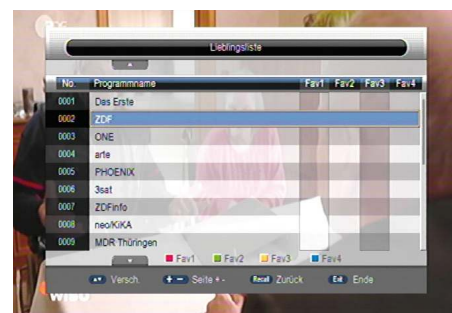 Lieblingsliste
No. Programmname Fav1 Fav2 Fav3 Fav4
0001 Das Erste
0002 ZDF
0003 ONE
0004 arte
0005 PHOENIX
0006 3sat
0007 ZDFinfo
0008 neo/KiKA
0009 MDR Thüringen
Fav1 Fav2 Fav3 Fav4
Versch. + - Seite + - Recall Zurück Exit Ende
WISO